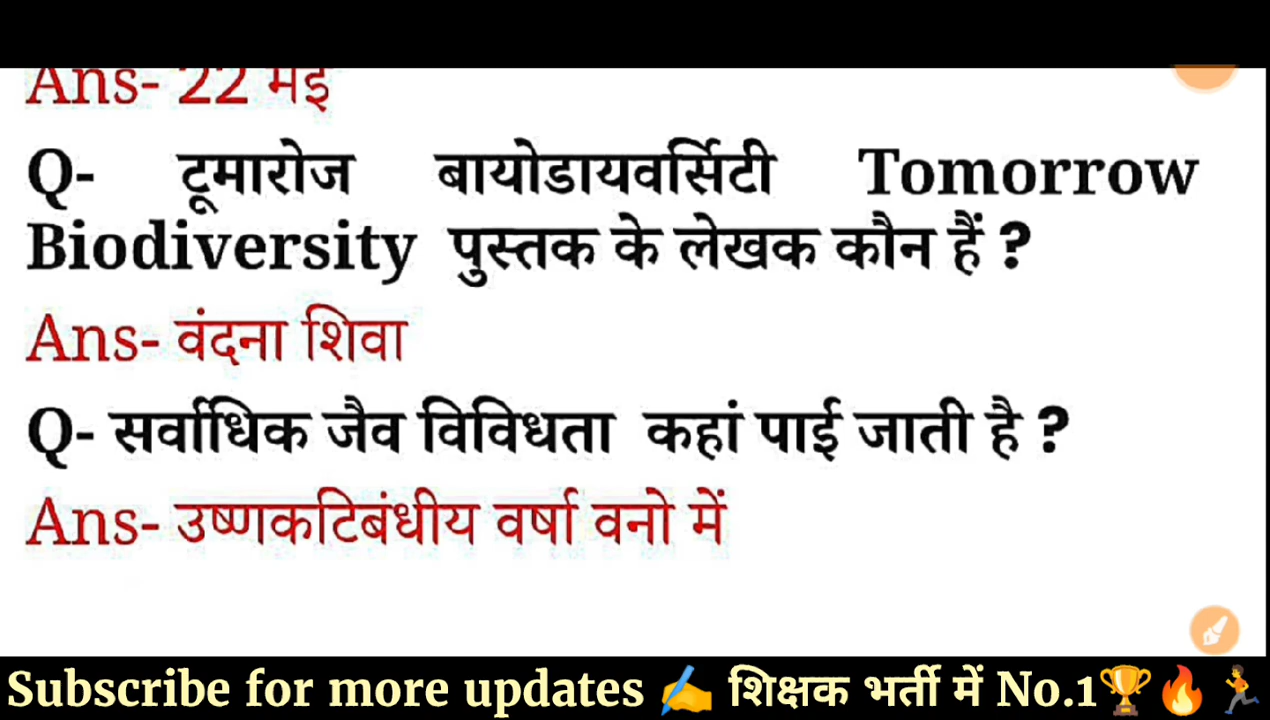 Ans- 22 मई
Q- टूमारोज बायोडायवर्सिटी Tomorrow
Biodiversity पुस्तक के लेखक कौन हैं ?
Ans- वंदना शिवा
Q- सर्वाधिक जैव विविधता कहां पाई जाती है ?
Ans- उष्णकटिबंधीय वर्षा वनो में
Subscribe for more updates ✍️ शिक्षक भर्ती में No.1🏆🔥🏃